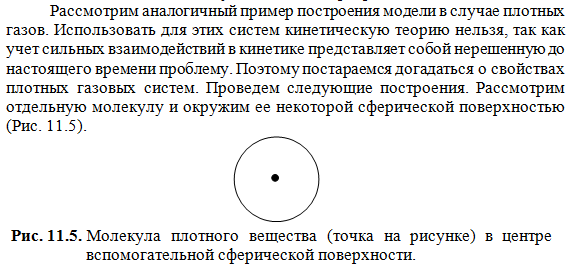 Рассмотрим аналогичный пример построения модели в случае плотных
газов. Использовать для этих систем кинетическую теорию нельзя, так как
учет сильных взаимодействий в кинетике представляет собой нерешенную до
настоящего времени проблему. Поэтому постараемся догадаться о свойствах
плотных газовых систем. Проведем следующие построения. Рассмотрим
отдельную молекулу и окружим ее некоторой сферической поверхностью
(Рис. 11.5).
Рис. 11.5. Молекула плотного вещества (точка на рисунке) в центре
вспомогательной сферической поверхности.